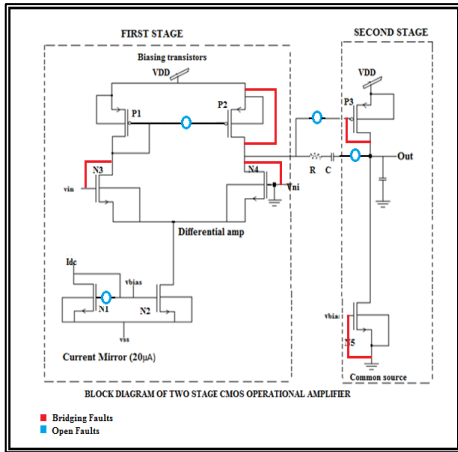 FIRST STAGE
SECOND STAGE
Biasing transistors
VDD
VDD
P1
P2
P3
N3
N4
vin
Vni
R
C
Out
Differential amp
Idc
vbias
N1
N2
vbias
N5
vss
Current Mirror (20µA)
Common source
BLOCK DIAGRAM OF TWO STAGE CMOS OPERATIONAL AMPLIFIER
Bridging Faults
Open Faults